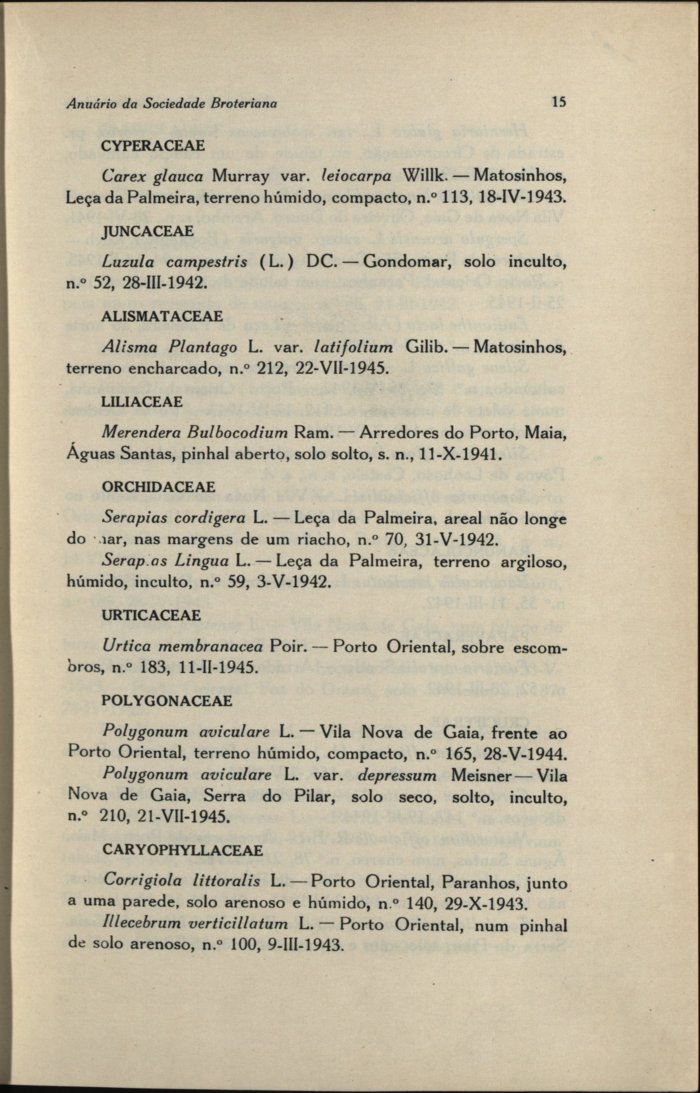 Anuário da Sociedade Broteriana 15
CYPERACEAE
Carex glauca Murray var. leiocarpa Willk. — Matosinhos,
Leça da Palmeira, terreno húmido, compacto, n.º 113, 18-IV-1943.
JUNCACEAE
Luzula campestris (L.) DC. — Gondomar, solo inculto,
n.º 52, 28-III-1942.
ALISMATACEAE
Alisma Plantago L. var. latifolium Gilib. — Matosinhos,
terreno encharcado, n.º 212, 22-VII-1945.
LILIACEAE
Merendera Bulbocodium Ram. — Arredores do Porto, Maia,
Águas Santas, pinhal aberto, solo solto, s. n., 11-X-1941.
ORCHIDACEAE
Serapias cordigera L. — Leça da Palmeira, areal não longe
do mar, nas margens de um riacho, n.º 70, 31-V-1942.
Serapias Lingua L. — Leça da Palmeira, terreno argiloso,
húmido, inculto, n.º 59, 3-V-1942.
URTICACEAE
Urtica membranacea Poir. — Porto Oriental, sobre escom-
bros, n.º 183, 11-II-1945.
POLYGONACEAE
Polygonum aviculare L. — Vila Nova de Gaia, frente ao
Porto Oriental, terreno húmido, compacto, n.º 165, 28-V-1944.
Polygonum aviculare L. var. depressum Meisner — Vila
Nova de Gaia, Serra do Pilar, solo seco, solto, inculto,
n.º 210, 21-VII-1945.
CARYOPHYLLACEAE
Corrigiola littoralis L. — Porto Oriental, Paranhos, junto
a uma parede, solo arenoso e húmido, n.º 140, 29-X-1943.
Illecebrum verticillatum L. — Porto Oriental, num pinhal
de solo arenoso, n.º 100, 9-III-1943.